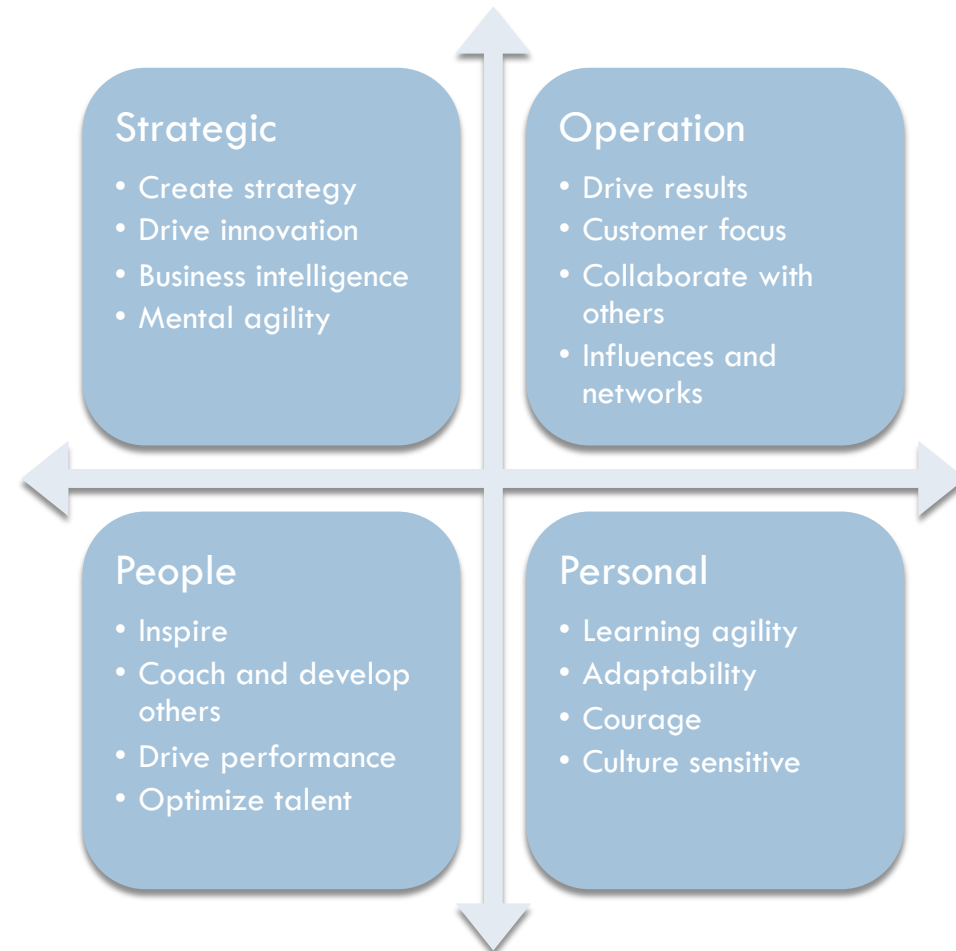 Strategic
• Create strategy
• Drive innovation
• Business intelligence
• Mental agility
Operation
• Drive results
• Customer focus
• Collaborate with
others
• Influences and
networks
People
• Inspire
• Coach and develop
others
• Drive performance
• Optimize talent
Personal
• Learning agility
• Adaptability
• Courage
• Culture sensitive